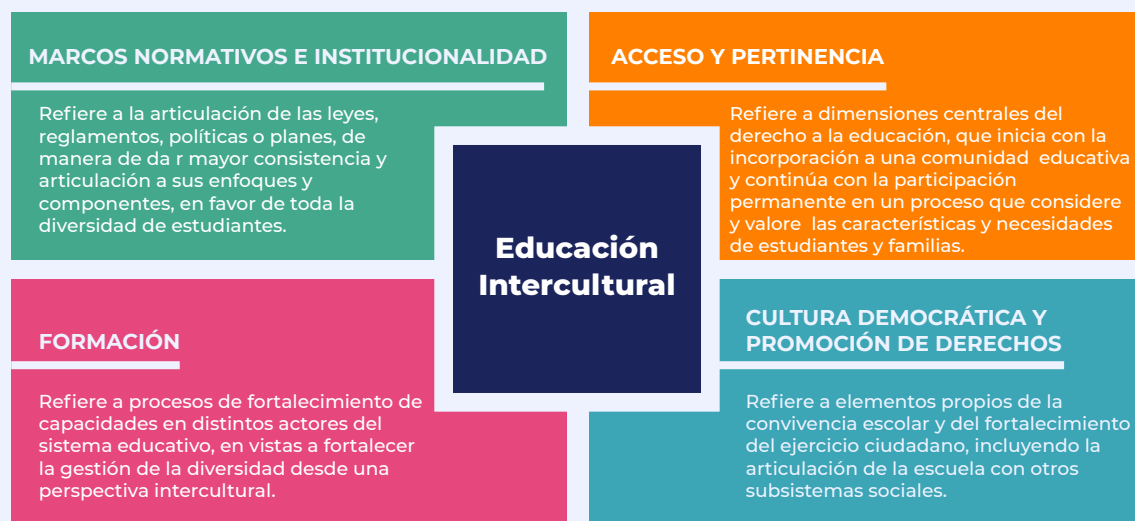 MARCOS NORMATIVOS E INSTITUCIONALIDAD
Refiere a la articulación de las leyes,
reglamentos, políticas o planes, de
manera de da r mayor consistencia y
articulación a sus enfoques y
componentes, en favor de toda la
diversidad de estudiantes.
ACCESO Y PERTINENCIA
Refiere a dimensiones centrales del
derecho a la educación, que inicia con la
incorporación a una comunidad educativa
y continúa con la participación
permanente en un proceso que considere
y valore las características y necesidades
de estudiantes y familias.
Educación
Intercultural
FORMACIÓN
Refiere a procesos de fortalecimiento de
capacidades en distintos actores del
sistema educativo, en vistas a fortalecer
la gestión de la diversidad desde una
perspectiva intercultural.
CULTURA DEMOCRÁTICA Y
PROMOCIÓN DE DERECHOS
Refiere a elementos propios de la
convivencia escolar y del fortalecimiento
del ejercicio ciudadano, incluyendo la
articulación de la escuela con otros
subsistemas sociales.